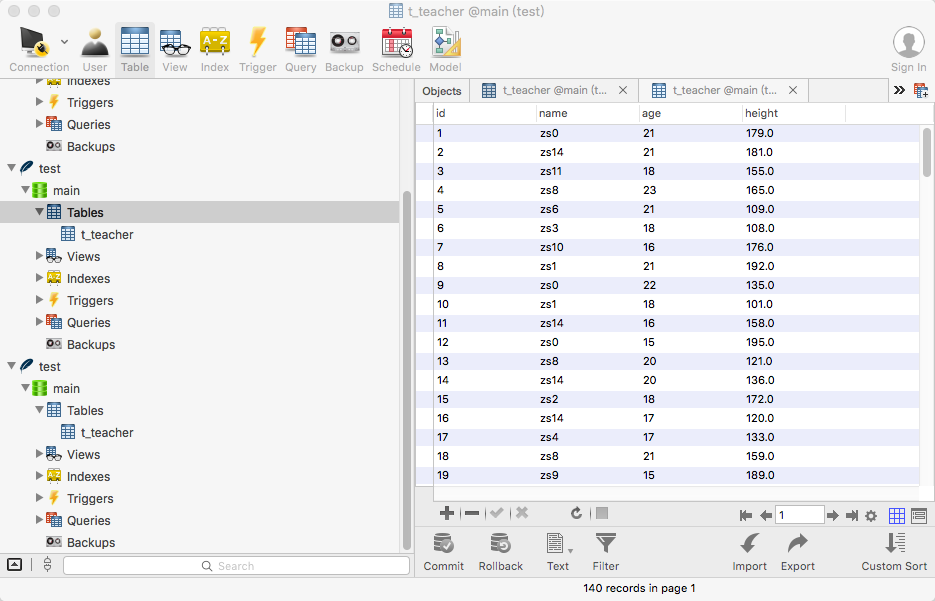 t_teacher @main (test)
Connection User Table View Index Trigger Query Backup Schedule Model Sign In
Indexes
Triggers
Queries
Backups
test
main
Tables
t_teacher
Views
Indexes
Triggers
Queries
Backups
test
main
Tables
t_teacher
Views
Indexes
Triggers
Queries
Backups
Search
Objects t_teacher @main (t... t_teacher @main (t...
id name age height
1 zs0 21 179.0
2 zs14 21 181.0
3 zs11 18 155.0
4 zs8 23 165.0
5 zs6 21 109.0
6 zs3 18 108.0
7 zs10 16 176.0
8 zs1 21 192.0
9 zs0 22 135.0
10 zs1 18 101.0
11 zs14 16 158.0
12 zs0 15 195.0
13 zs8 20 121.0
14 zs14 20 136.0
15 zs2 18 172.0
16 zs14 17 120.0
17 zs4 17 133.0
18 zs8 21 159.0
19 zs9 15 189.0
1
Commit Rollback Text Filter Import Export Custom Sort
140 records in page 1